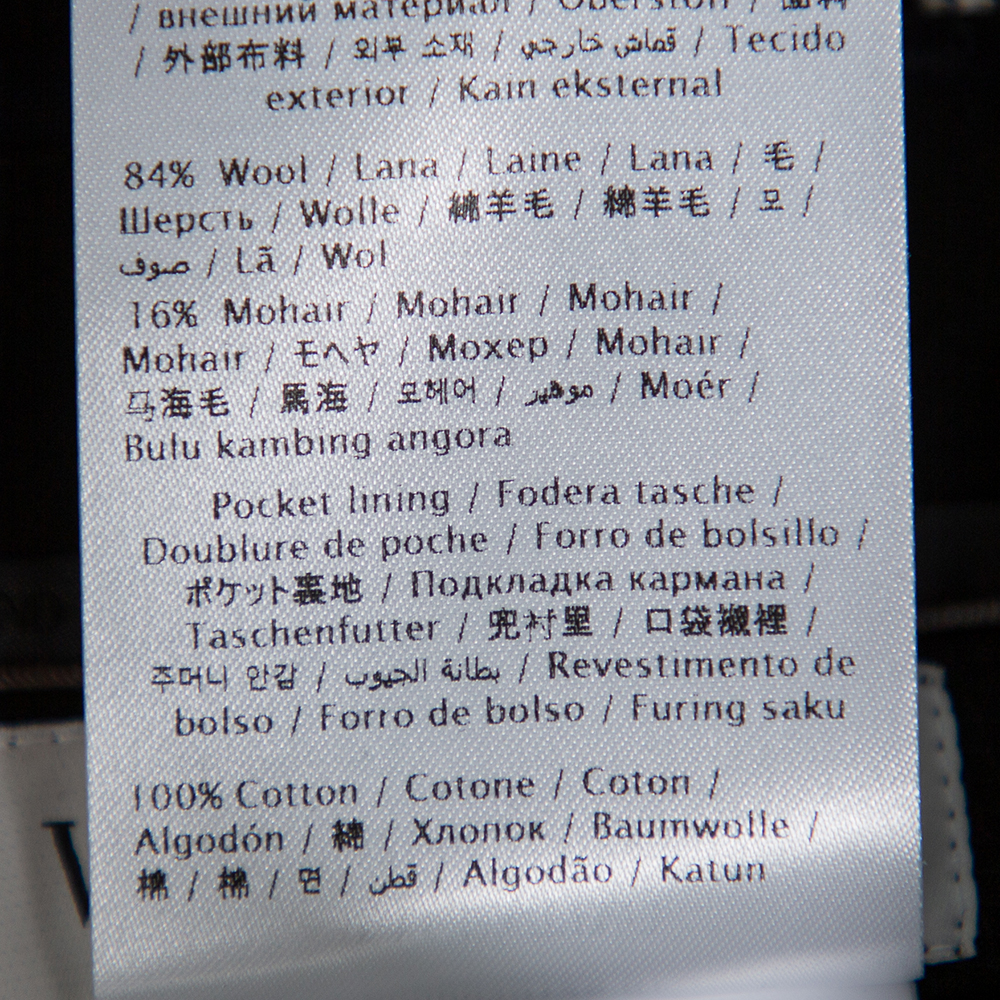 / внешний материал / Oberstoff / 面料
/ 外部布料 / 외부 소재 / قماش خارجي / Tecido
exterior / Kain eksternal
84% Wool / Lana / Laine / Lana / 毛 /
Шерсть / Wolle / 綿羊毛 / 綿羊毛 / 모 /
صوف / Lã / Wol
16% Mohair / Mohair / Mohair /
Mohair / モヘヤ / Мохер / Mohair /
马海毛 / 馬海 / 모헤어 / موهير / Moér /
Bulu kambing angora
Pocket lining / Fodera tasche /
Doublure de poche / Forro de bolsillo /
ポケット裏地 / Подкладка кармана /
Taschenfutter / 兜衬里 / 口袋襯裡 /
주머니 안감 / بطانة الجيوب / Revestimento de
bolso / Forro de bolso / Furing saku
100% Cotton / Cotone / Coton /
Algodón / 綿 / Хлопок / Baumwolle /
棉 / 棉 / 면 / قطن / Algodão / Katun